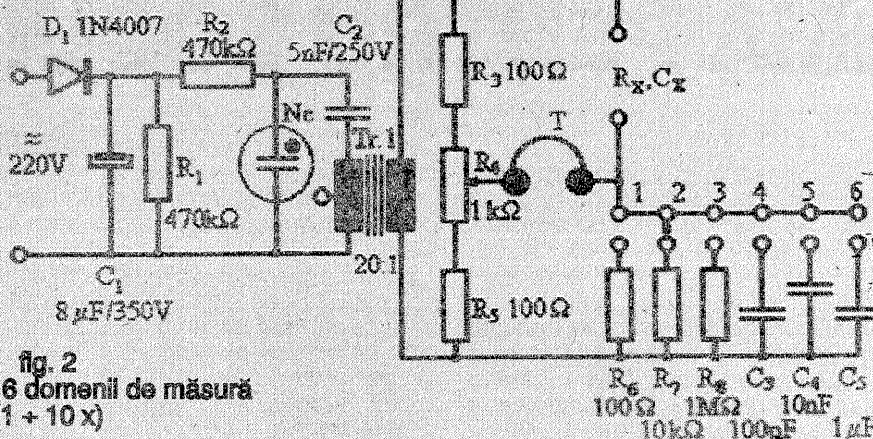 D1 1N4007
R2
470kΩ
C2
5nF/250V
R3 100Ω
Rx, Cx
Ne
Tr.1
T
≈
220V
R1
470kΩ
R4
1kΩ
1 2 3 4 5 6
20:1
C1
8µF/350V
R5 100Ω
fig. 2
6 domenii de măsură
1 ÷ 10 x)
R6 R7 R8 C3 C4 C5
100Ω 1MΩ 10nF
10kΩ 100pF 1µF